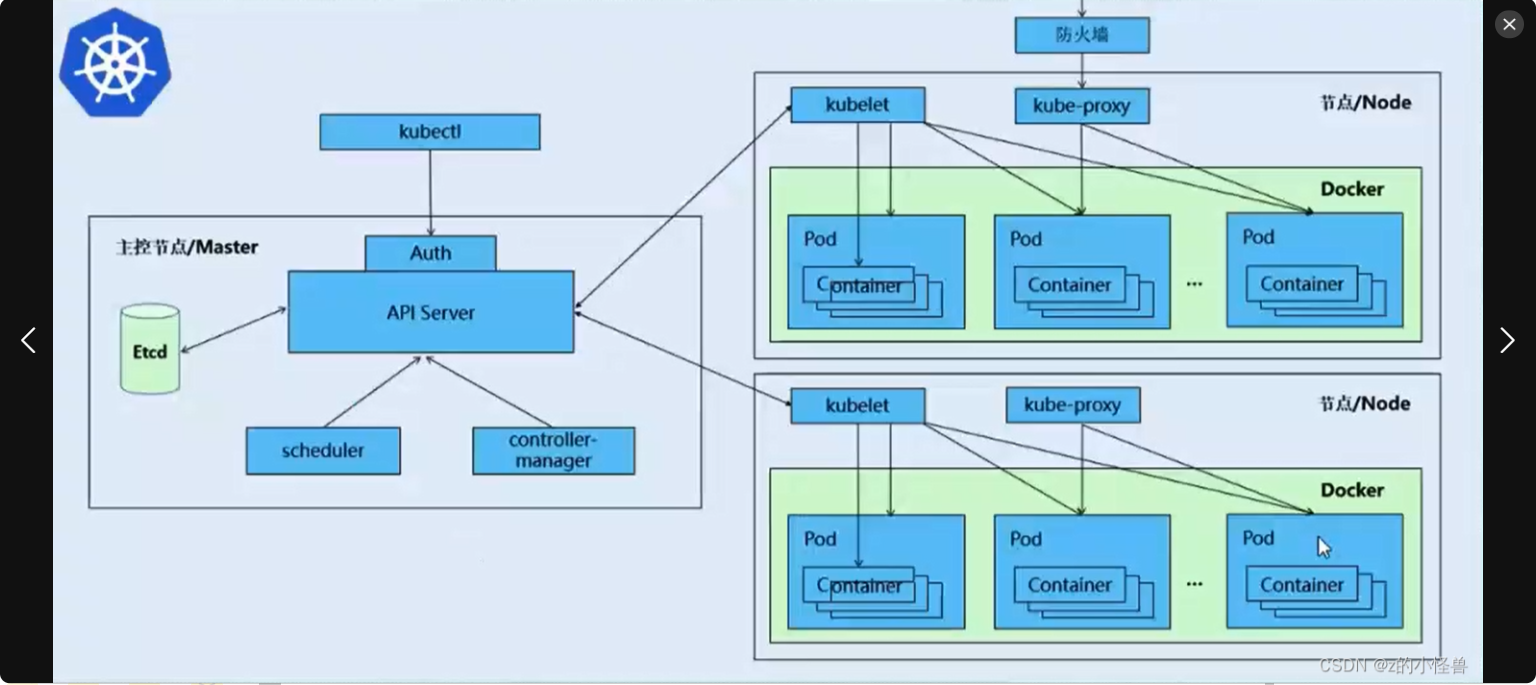 防火墙
kubelet
kube-proxy
节点/Node
kubectl
Docker
主控节点/Master
Auth
Pod
Pod
Pod
Container
Container
...
Container
API Server
Etcd
kubelet
kube-proxy
节点/Node
scheduler
controller-
manager
Docker
Pod
Pod
Pod
Container
Container
...
Container
CSDN @z的小怪兽